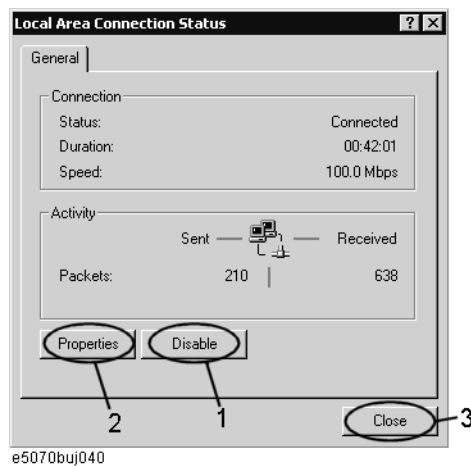 Local Area Connection Status ? X
General
Connection
Status: Connected
Duration: 00:42:01
Speed: 100.0 Mbps
Activity
Sent Received
Packets: 210 638
Properties Disable
2 1
Close 3
e5070buj040